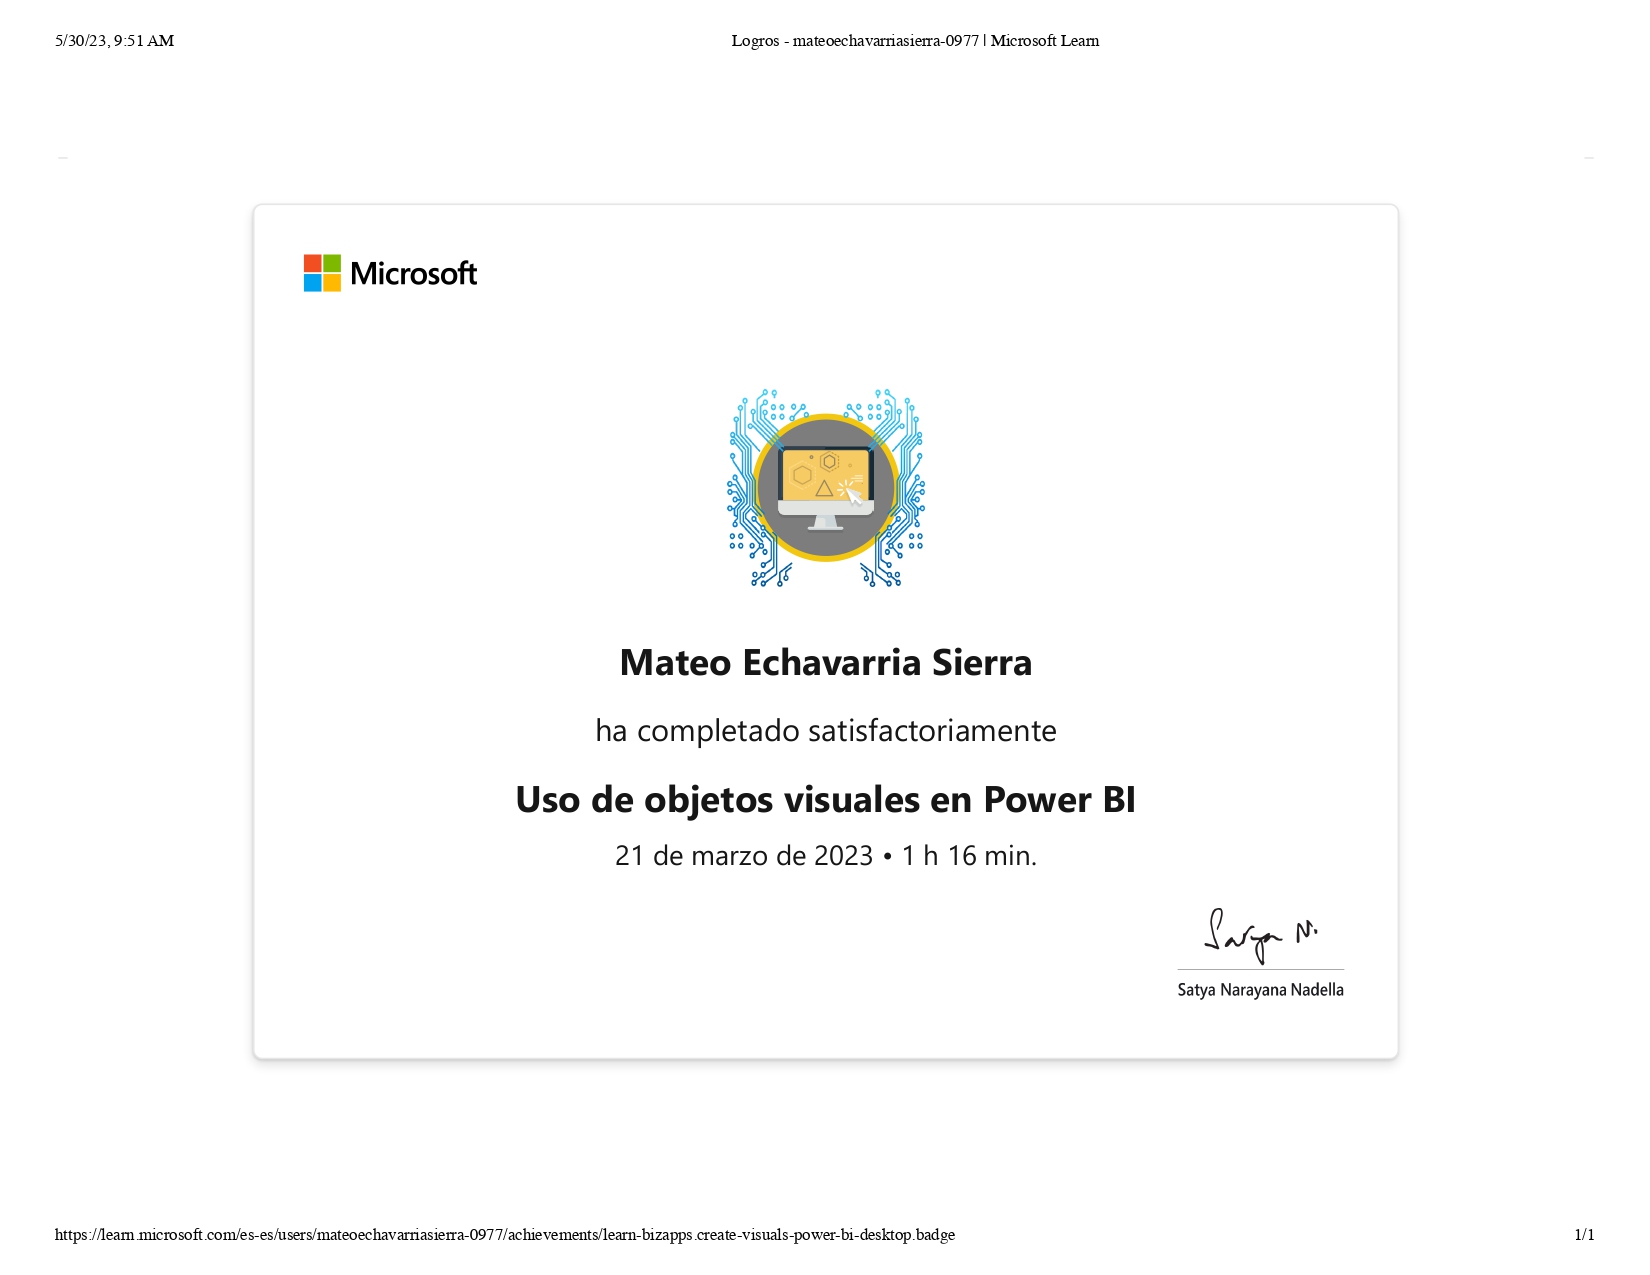 5/30/23, 9:51 AM
Logros - mateoechavarriasierra-0977 | Microsoft Learn
Microsoft
Mateo Echavarria Sierra
ha completado satisfactoriamente
Uso de objetos visuales en Power BI
21 de marzo de 2023 • 1 h 16 min.
Satya N.
Satya Narayana Nadella
https://learn.microsoft.com/es-es/users/mateoechavarriasierra-0977/achievements/learn-bizapps.create-visuals-power-bi-desktop.badge
1/1